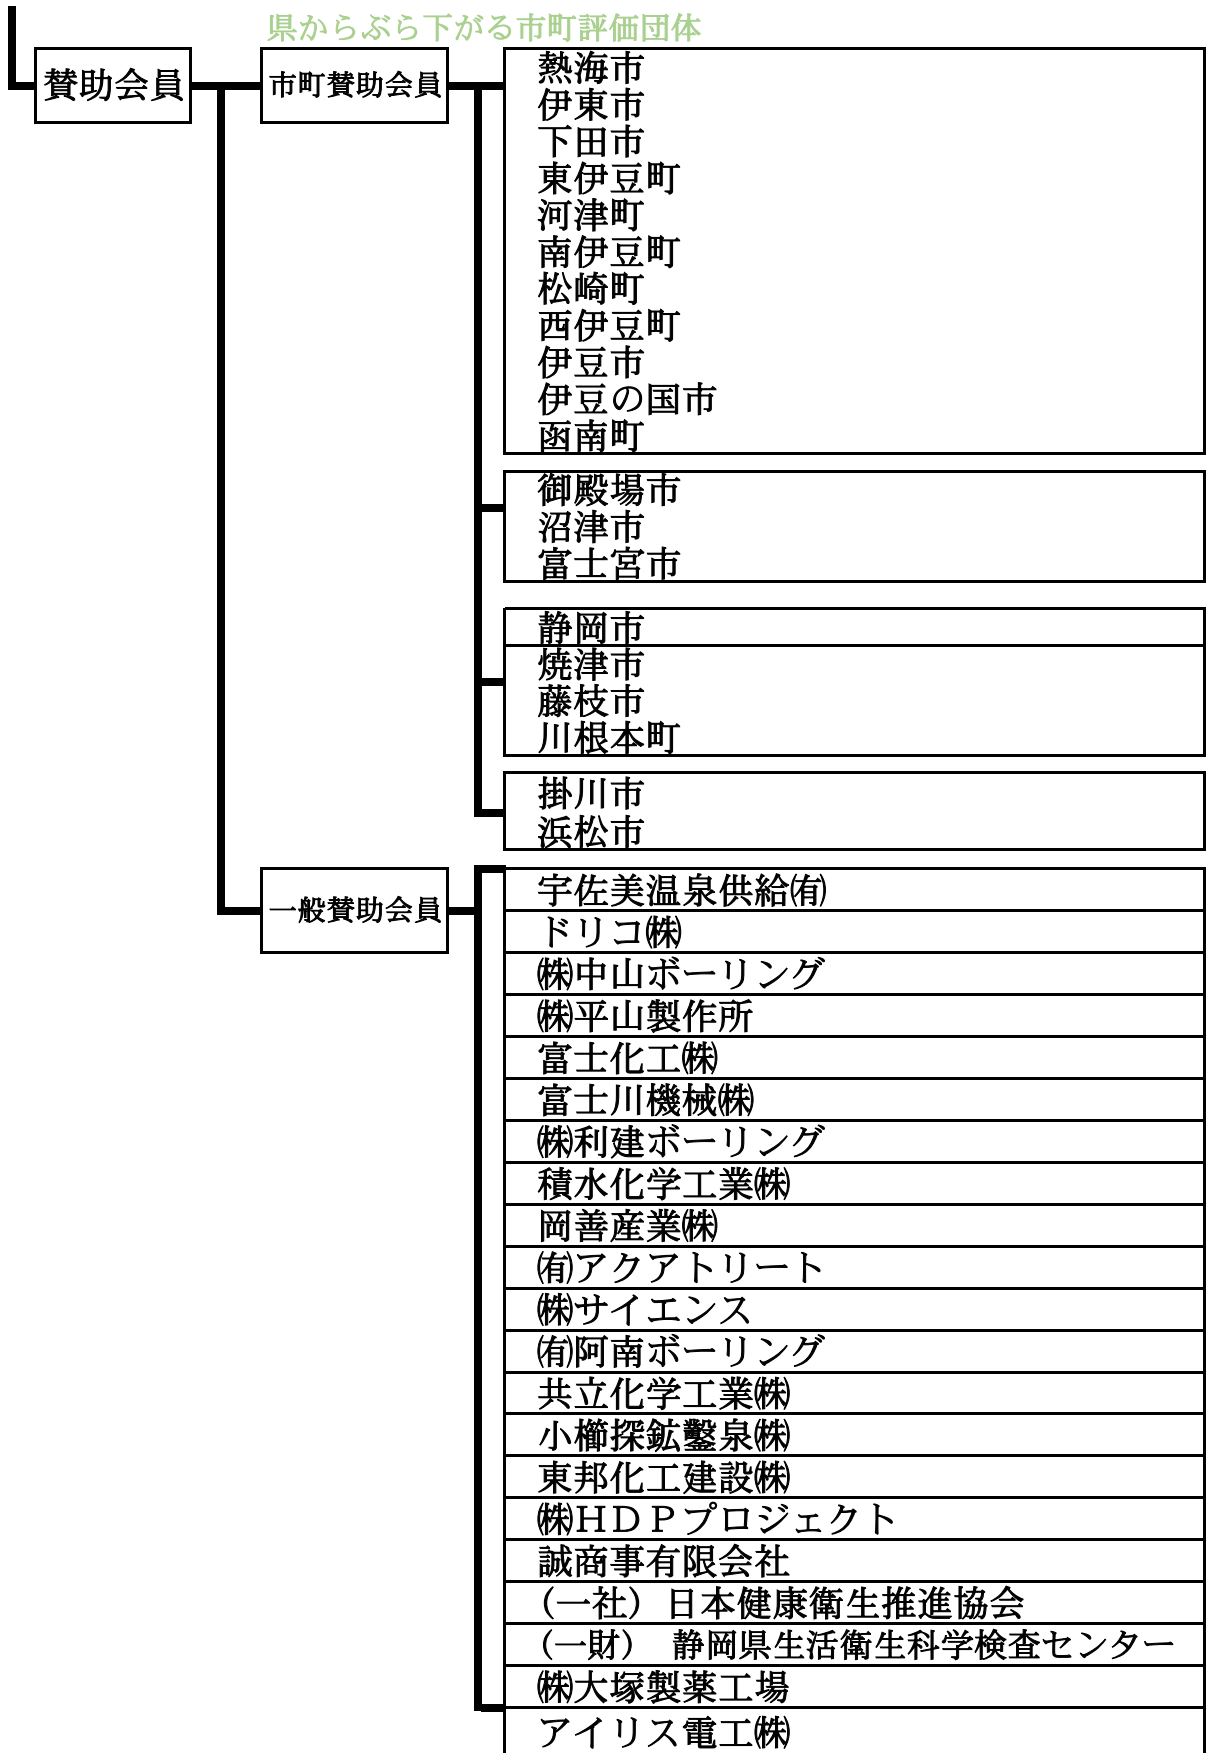 県からぶら下がる市町評価団体
賛助会員
市町賛助会員
熱海市
伊東市
下田市
東伊豆町
河津町
南伊豆町
松崎町
西伊豆町
伊豆市
伊豆の国市
函南町
御殿場市
沼津市
富士宮市
静岡市
焼津市
藤枝市
川根本町
掛川市
浜松市
一般賛助会員
宇佐美温泉供給㈲
ドリコ㈱
㈱中山ボーリング
㈱平山製作所
富士化工㈱
富士川機械㈱
㈱利建ボーリング
積水化学工業㈱
岡善産業㈱
㈲アクアトリート
㈱サイエンス
㈲阿南ボーリング
共立化学工業㈱
小櫛探鉱鑿泉㈱
東邦化工建設㈱
㈱ＨＤＰプロジェクト
誠商事有限会社
（一社）日本健康衛生推進協会
（一財）　静岡県生活衛生科学検査センター
㈱大塚製薬工場
アイリス電工㈱